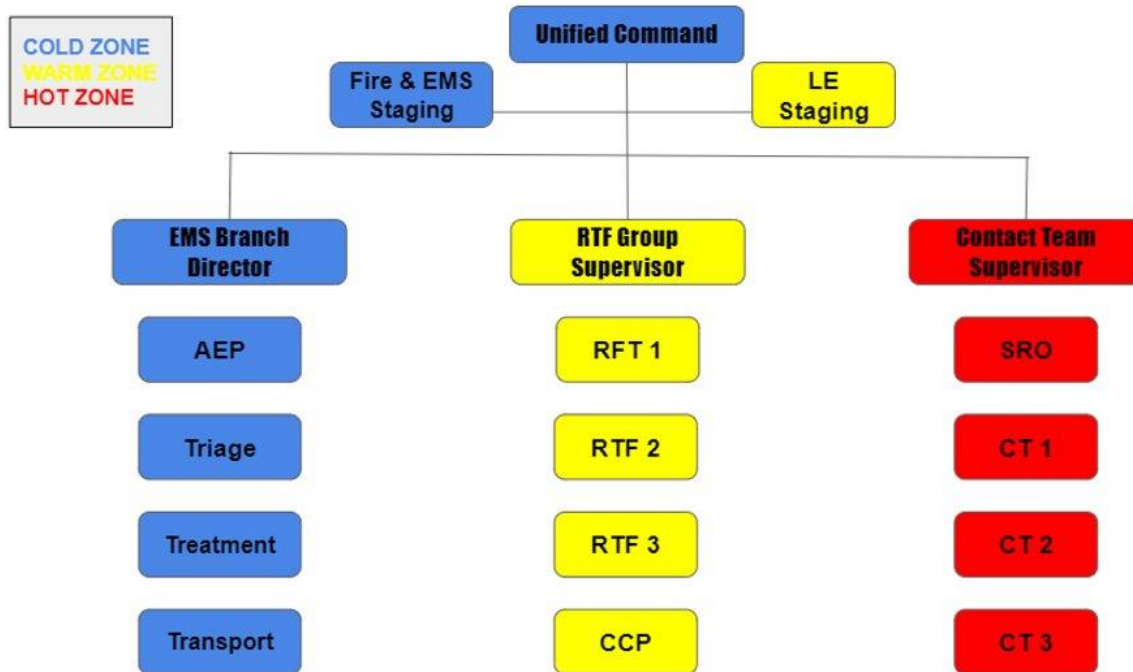 COLD ZONE
WARM ZONE
HOT ZONE
Unified Command
Fire & EMS
Staging
LE
Staging
EMS Branch
Director
RTF Group
Supervisor
Contact Team
Supervisor
AEP
RFT 1
SRO
Triage
RTF 2
CT 1
Treatment
RTF 3
CT 2
Transport
CCP
CT 3